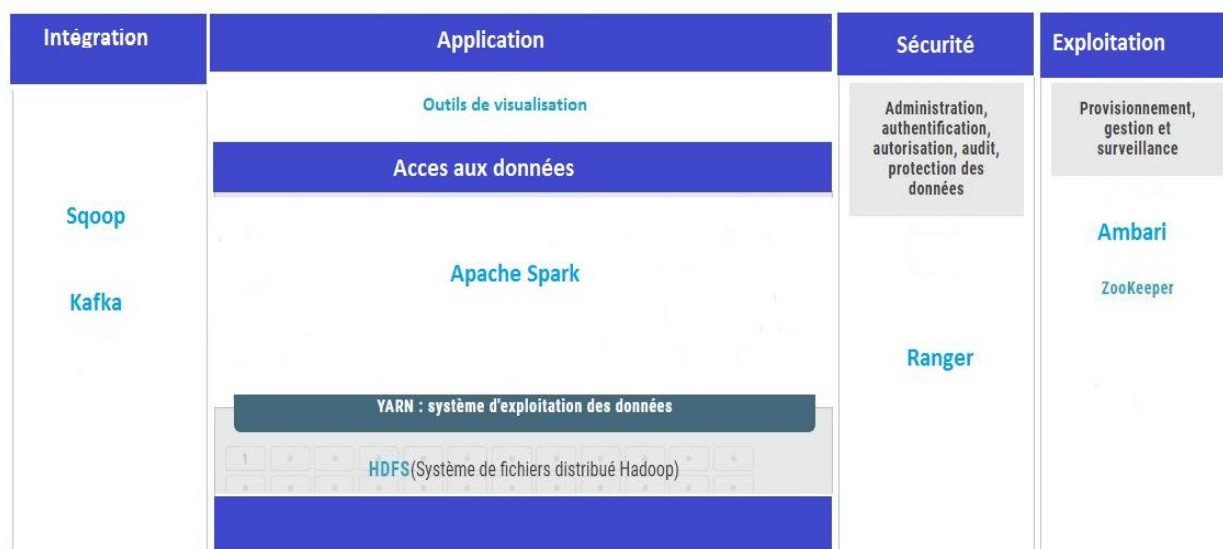 Intégration
Application
Sécurité
Exploitation
Outils de visualisation
Acces aux données
Sqoop
Kafka
Apache Spark
YARN : système d'exploitation des données
1
HDFS(Système de fichiers distribué Hadoop)
Administration,
authentification,
autorisation, audit,
protection des
données
Ranger
Provisionnement,
gestion et
surveillance
Ambari
ZooKeeper